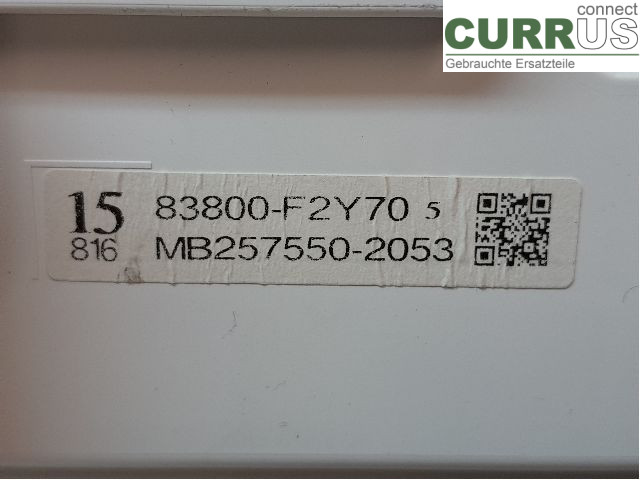 connect
CURRUS
Gebrauchte Ersatzteile
15 83800-F2Y70 5
816 MB257550-2053